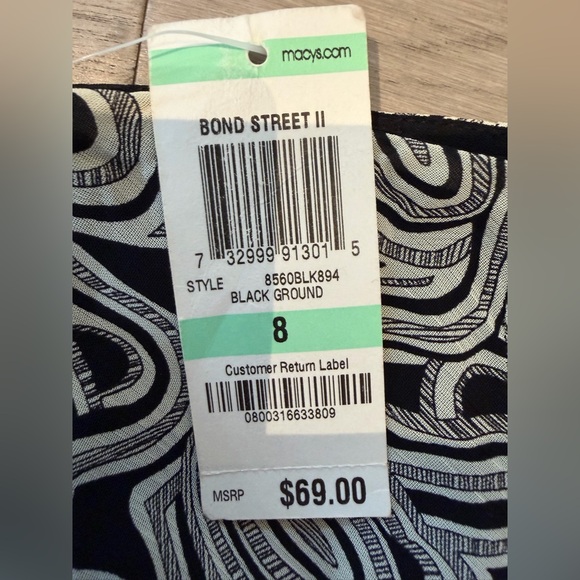 macys.com
BOND STREET II
7 32999 91301 5
STYLE 8560BLK894
BLACK GROUND
8
Customer Return Label
0800316633809
MSRP $69.00